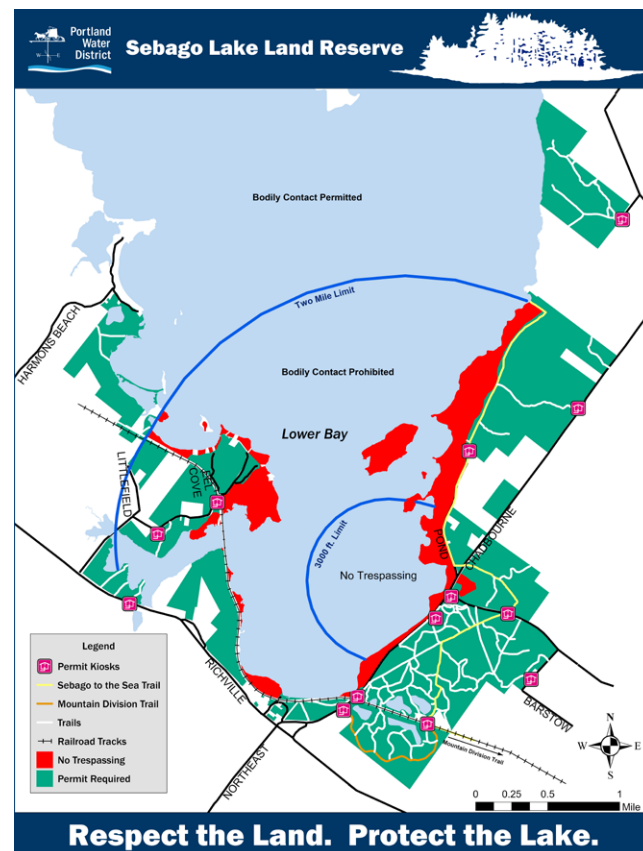 Portland
Water
District
Sebago Lake Land Reserve
Bodily Contact Permitted
Two Mile Limit
HARMONS BEACH
Bodily Contact Prohibited
Lower Bay
LITTLEFIELD
EEL
COVE
3000 ft. Limit
No Trespassing
POND
CHADBOURNE
RICHVILLE
NORTHEAST
BARSTOW
Mountain Division Trail
Legend
Permit Kiosks
Sebago to the Sea Trail
Mountain Division Trail
Trails
Railroad Tracks
No Trespassing
Permit Required
N
W
E
S
0 0.25 0.5 1
Mile
Respect the Land. Protect the Lake.